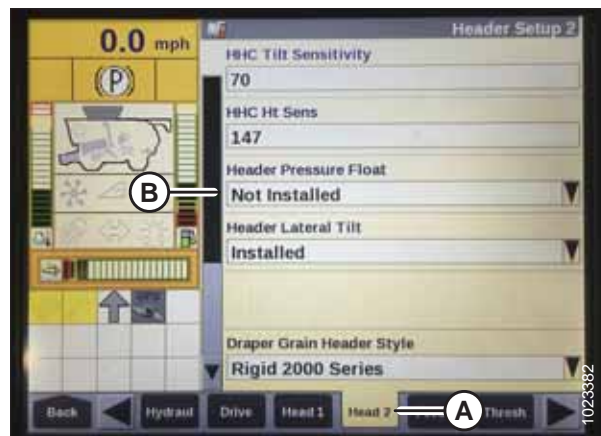 0.0 mph
(P)
Header Setup 2
HHC Tilt Sensitivity
70
HHC Ht Sens
147
Header Pressure Float
B
Not Installed
Header Lateral Tilt
Installed
Draper Grain Header Style
Rigid 2000 Series
Back
Hydraul
Drive
Head 1
Head 2
A
Thresh
1023382